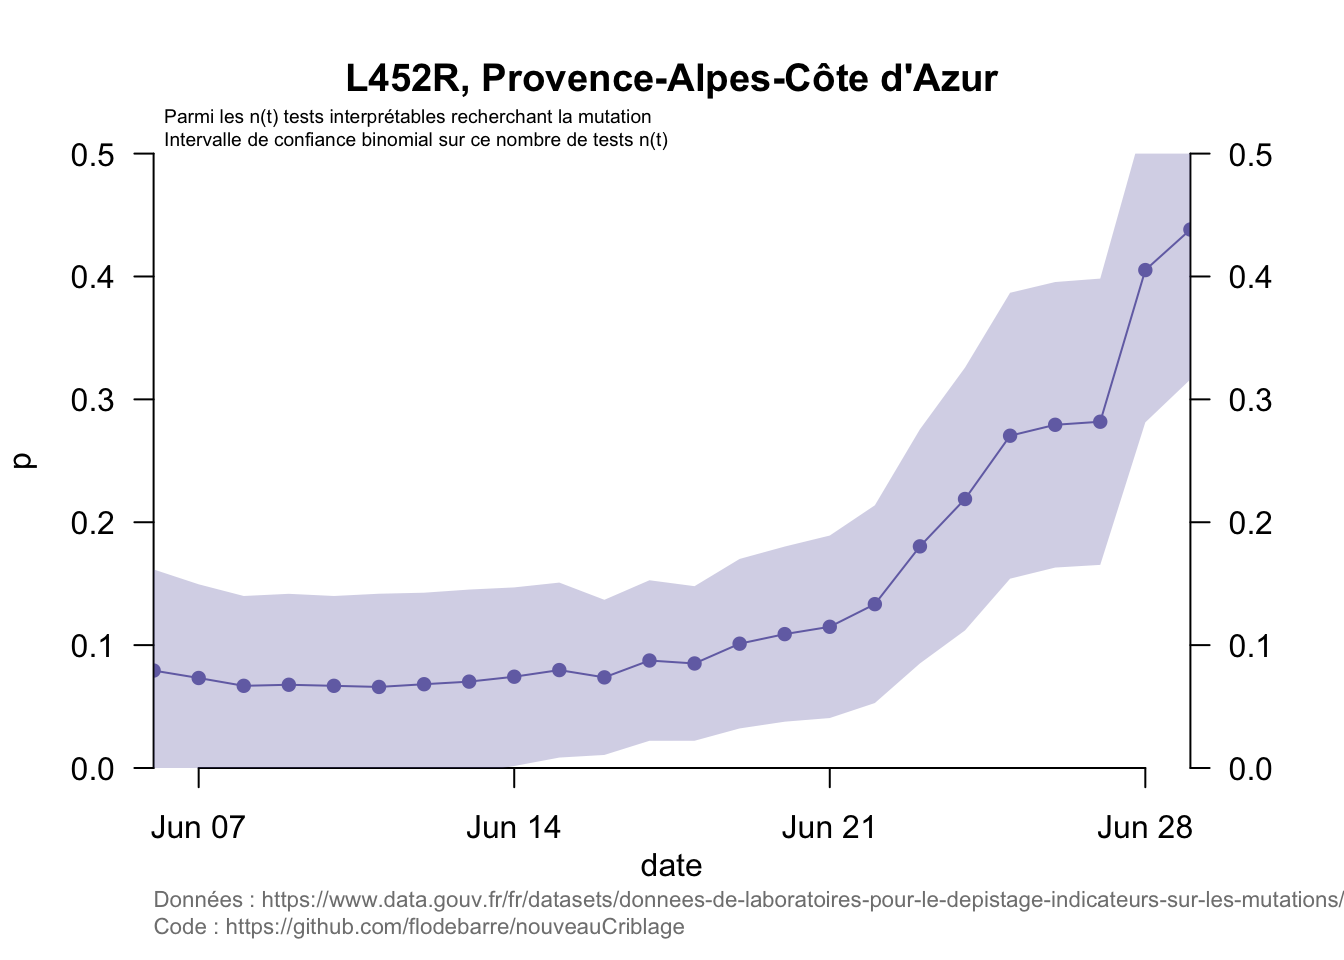 L452R, Provence-Alpes-Côte d'Azur
Parmi les n(t) tests interprétables recherchant la mutation
Intervalle de confiance binomial sur ce nombre de tests n(t)
0.5
0.4
0.3
0.2
0.1
0.0
p
0.5
0.4
0.3
0.2
0.1
0.0
Jun 07 Jun 14 Jun 21 Jun 28
date
Données : https://www.data.gouv.fr/fr/datasets/donnees-de-laboratoires-pour-le-depistage-indicateurs-sur-les-mutations/
Code : https://github.com/flodebarre/nouveauCriblage